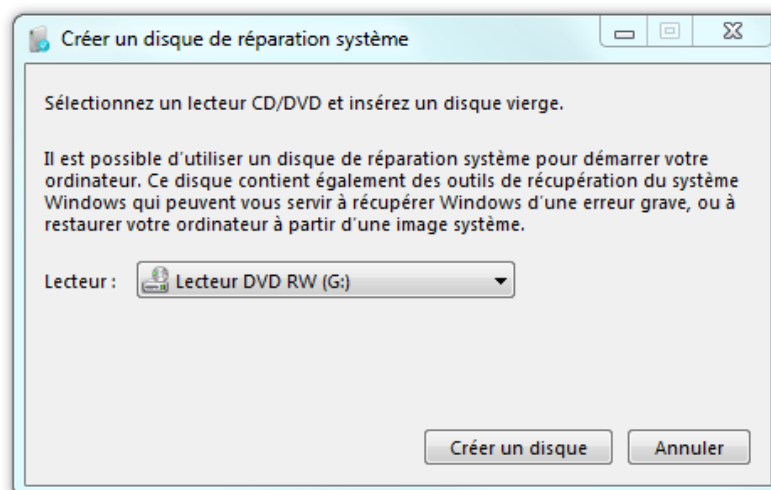 Créer un disque de réparation système
Sélectionnez un lecteur CD/DVD et insérez un disque vierge.
Il est possible d'utiliser un disque de réparation système pour démarrer votre
ordinateur. Ce disque contient également des outils de récupération du système
Windows qui peuvent vous servir à récupérer Windows d'une erreur grave, ou à
restaurer votre ordinateur à partir d'une image système.
Lecteur : Lecteur DVD RW (G:)
Créer un disque Annuler